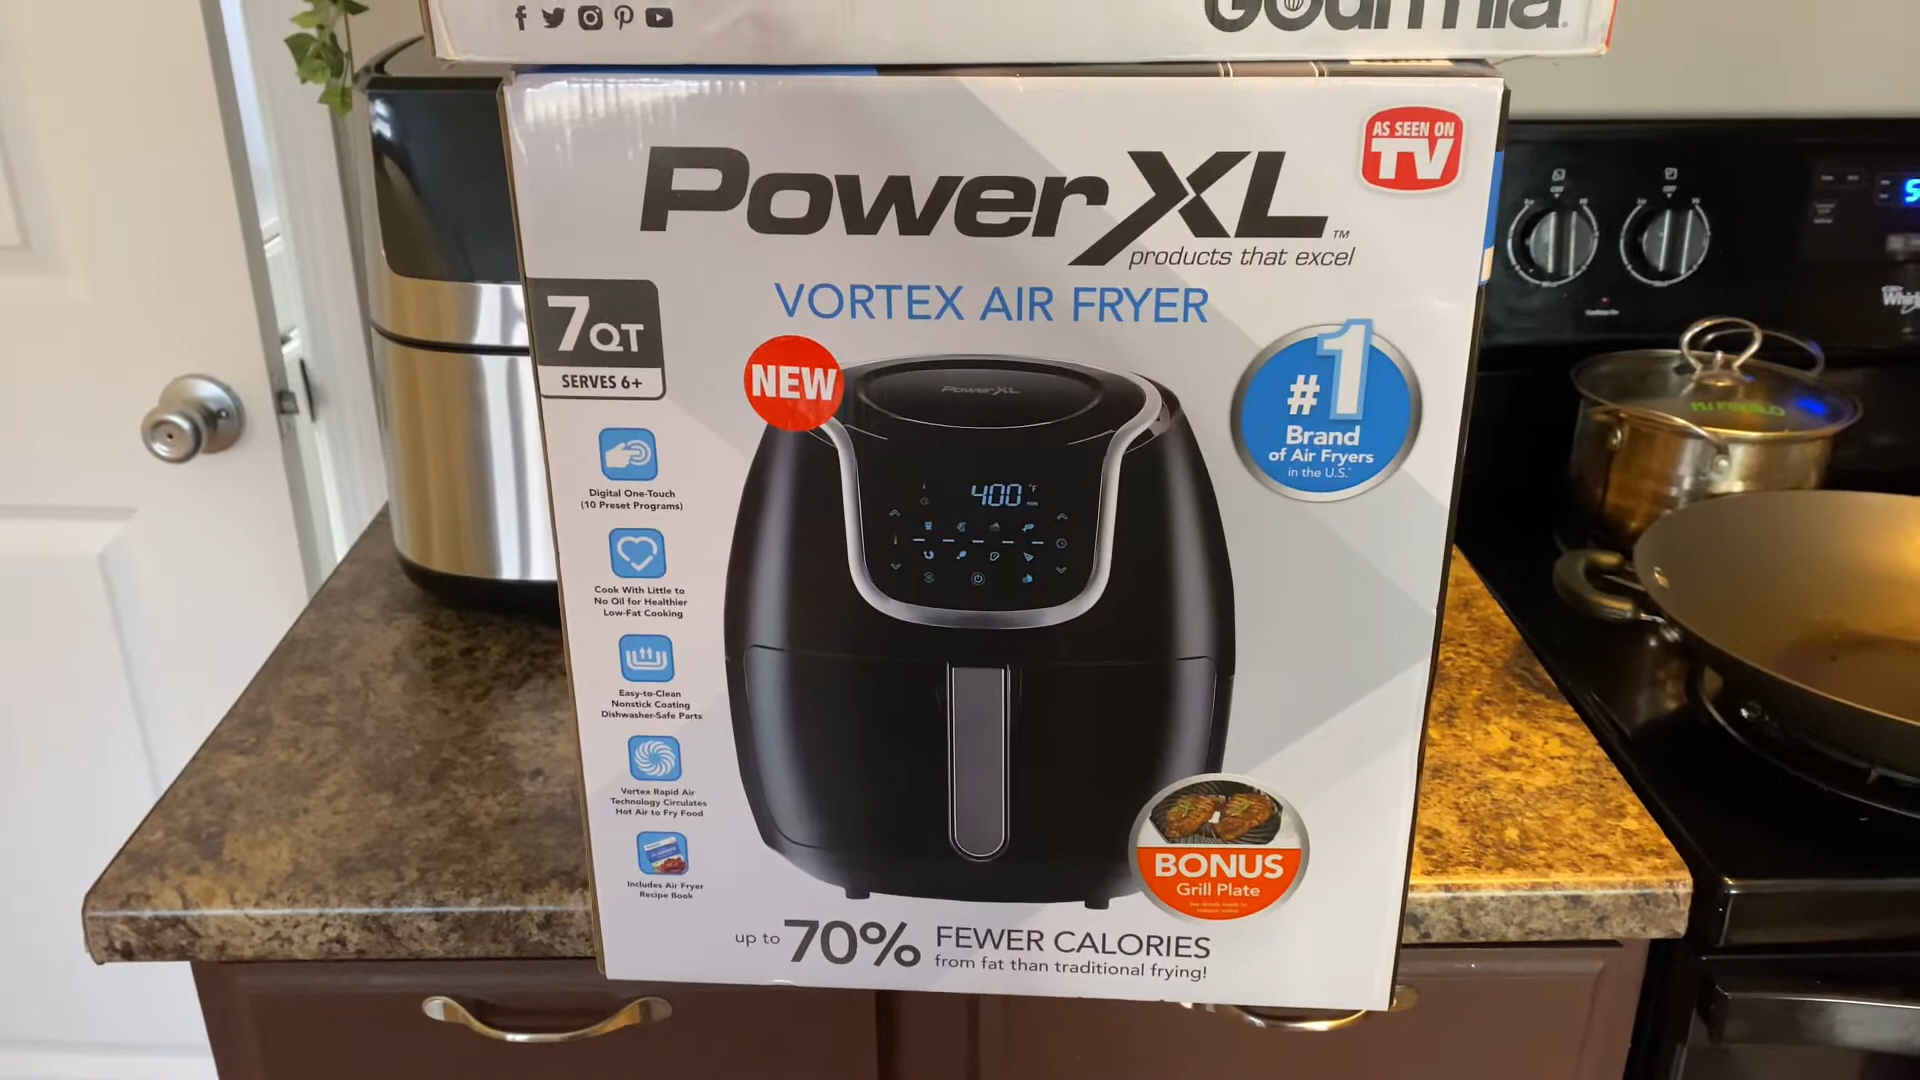 Gourmia
AS SEEN ON
TV
PowerXL™
products that excel
VORTEX AIR FRYER
7QT
SERVES 6+
NEW
#1
Brand
of Air Fryers
in the U.S.*
PowerXL
400 °F
MIN
Digital One-Touch
(10 Preset Programs)
Cook With Little to
No Oil for Healthier
Low-Fat Cooking
Easy-to-Clean
Nonstick Coating
Dishwasher-Safe Parts
Vortex Rapid Air
Technology Circulates
Hot Air to Fry Food
Includes Air Fryer
Recipe Book
BONUS
Grill Plate
up to 70% FEWER CALORIES
from fat than traditional frying!
OFF
OFF